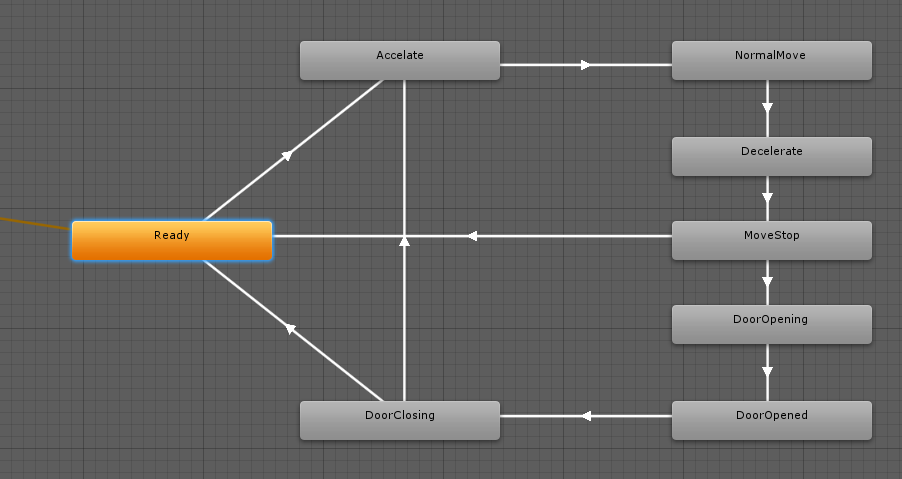 Accelate
NormalMove
Decelerate
Ready
MoveStop
DoorOpening
DoorClosing
DoorOpened